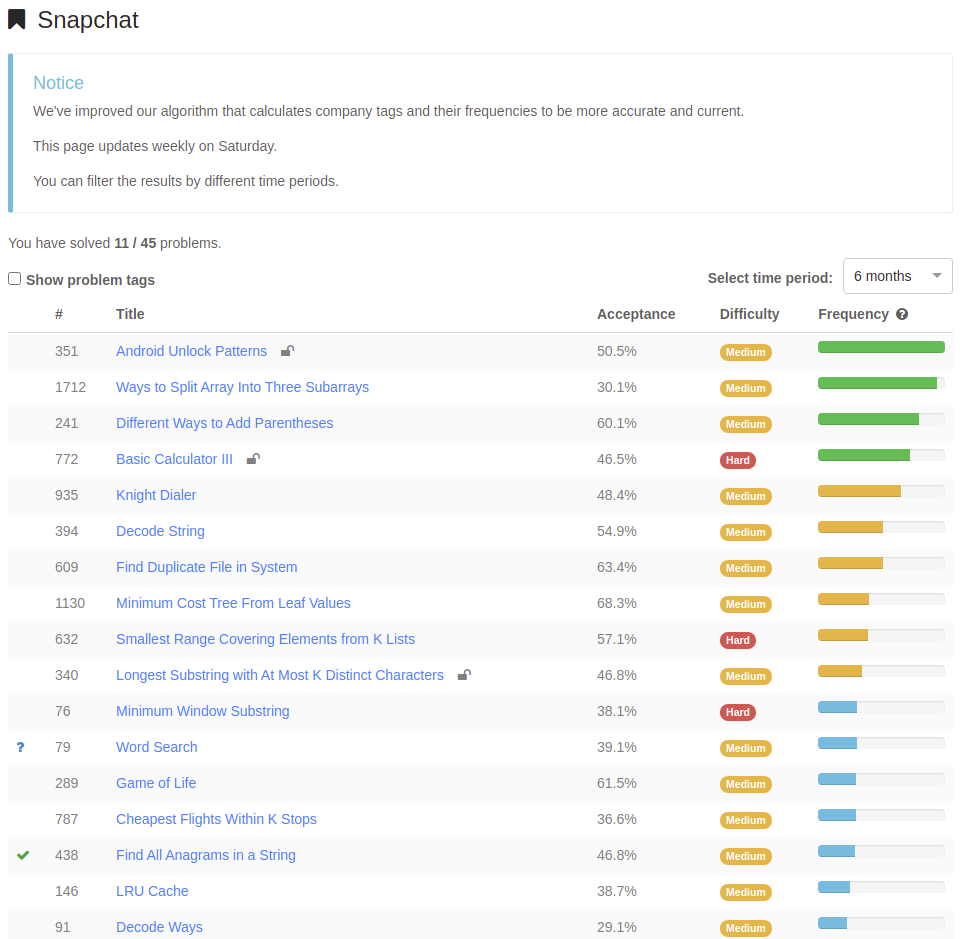 Snapchat
Notice
We've improved our algorithm that calculates company tags and their frequencies to be more accurate and current.
This page updates weekly on Saturday.
You can filter the results by different time periods.
You have solved 11 / 45 problems.
Show problem tags Select time period: 6 months
# Title Acceptance Difficulty Frequency ?
351 Android Unlock Patterns 50.5% Medium
1712 Ways to Split Array Into Three Subarrays 30.1% Medium
241 Different Ways to Add Parentheses 60.1% Medium
772 Basic Calculator III 46.5% Hard
935 Knight Dialer 48.4% Medium
394 Decode String 54.9% Medium
609 Find Duplicate File in System 63.4% Medium
1130 Minimum Cost Tree From Leaf Values 68.3% Medium
632 Smallest Range Covering Elements from K Lists 57.1% Hard
340 Longest Substring with At Most K Distinct Characters 46.8% Medium
76 Minimum Window Substring 38.1% Hard
? 79 Word Search 39.1% Medium
289 Game of Life 61.5% Medium
787 Cheapest Flights Within K Stops 36.6% Medium
438 Find All Anagrams in a String 46.8% Medium
146 LRU Cache 38.7% Medium
91 Decode Ways 29.1% Medium